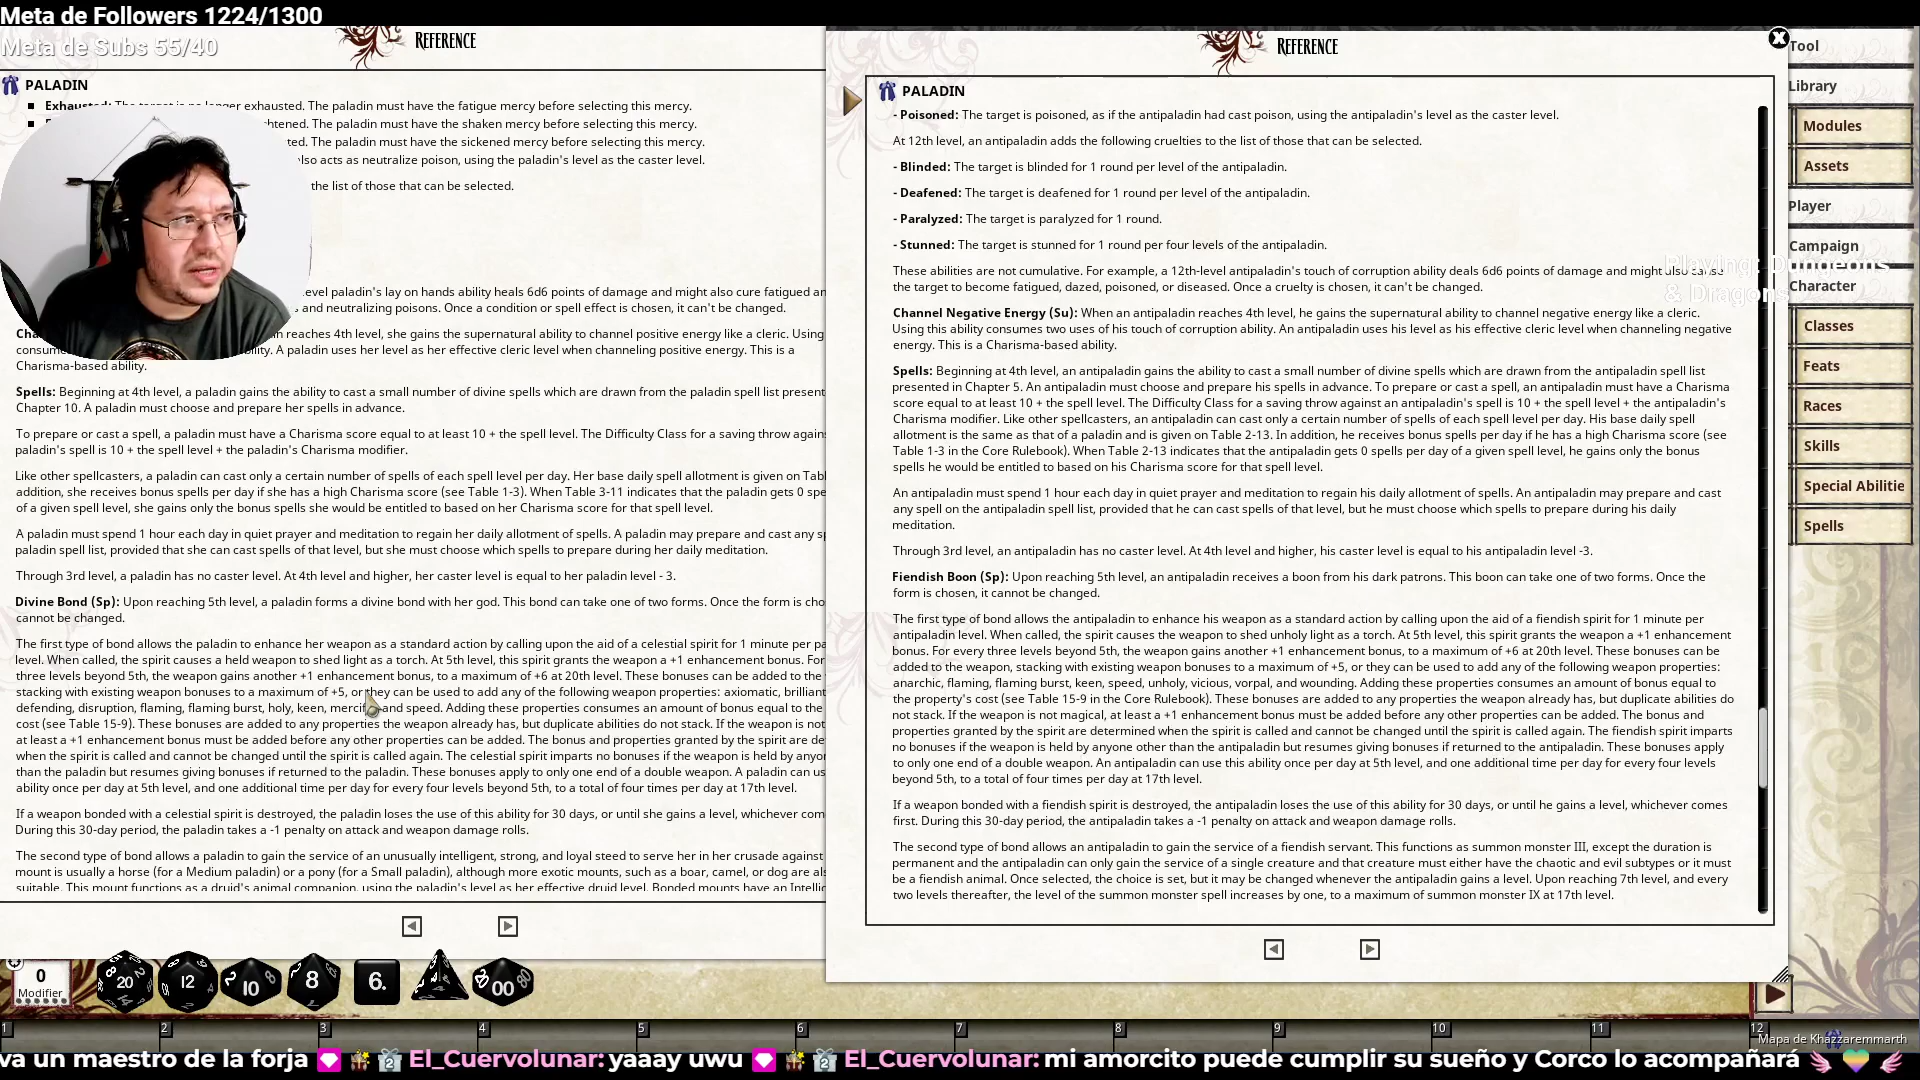 Meta de Followers 1224/1300
Meta de Subs 55/40
REFERENCE
PALADIN
Exhausted: The target is no longer exhausted. The paladin must have the fatigue mercy before selecting this mercy.
htened. The paladin must have the shaken mercy before selecting this mercy.
ted. The paladin must have the sickened mercy before selecting this mercy.
lso acts as neutralize poison, using the paladin's level as the caster level.
the list of those that can be selected.
evel paladin's lay on hands ability heals 6d6 points of damage and might also cure fatigued an
s and neutralizing poisons. Once a condition or spell effect is chosen, it can't be changed.
n reaches 4th level, she gains the supernatural ability to channel positive energy like a cleric. Using
consume ility. A paladin uses her level as her effective cleric level when channeling positive energy. This is a
Charisma-based ability.
Spells: Beginning at 4th level, a paladin gains the ability to cast a small number of divine spells which are drawn from the paladin spell list present
Chapter 10. A paladin must choose and prepare her spells in advance.
To prepare or cast a spell, a paladin must have a Charisma score equal to at least 10 + the spell level. The Difficulty Class for a saving throw again
paladin's spell is 10 + the spell level + the paladin's Charisma modifier.
Like other spellcasters, a paladin can cast only a certain number of spells of each spell level per day. Her base daily spell allotment is given on Tabl
addition, she receives bonus spells per day if she has a high Charisma score (see Table 1-3). When Table 3-11 indicates that the paladin gets 0 spe
of a given spell level, she gains only the bonus spells she would be entitled to based on her Charisma score for that spell level.
A paladin must spend 1 hour each day in quiet prayer and meditation to regain her daily allotment of spells. A paladin may prepare and cast any sp
paladin spell list, provided that she can cast spells of that level, but she must choose which spells to prepare during her daily meditation.
Through 3rd level, a paladin has no caster level. At 4th level and higher, her caster level is equal to her paladin level - 3.
Divine Bond (Sp): Upon reaching 5th level, a paladin forms a divine bond with her god. This bond can take one of two forms. Once the form is cho
cannot be changed.
The first type of bond allows the paladin to enhance her weapon as a standard action by calling upon the aid of a celestial spirit for 1 minute per pa
level. When called, the spirit causes a held weapon to shed light as a torch. At 5th level, this spirit grants the weapon a +1 enhancement bonus. For
three levels beyond 5th, the weapon gains another +1 enhancement bonus, to a maximum of +6 at 20th level. These bonuses can be added to the
stacking with existing weapon bonuses to a maximum of +5, or they can be used to add any of the following weapon properties: axiomatic, brilliant
defending, disruption, flaming, flaming burst, holy, keen, merciful and speed. Adding these properties consumes an amount of bonus equal to the
cost (see Table 15-9). These bonuses are added to any properties the weapon already has, but duplicate abilities do not stack. If the weapon is not
at least a +1 enhancement bonus must be added before any other properties can be added. The bonus and properties granted by the spirit are de
when the spirit is called and cannot be changed until the spirit is called again. The celestial spirit imparts no bonuses if the weapon is held by anyo
than the paladin but resumes giving bonuses if returned to the paladin. These bonuses apply to only one end of a double weapon. A paladin can us
ability once per day at 5th level, and one additional time per day for every four levels beyond 5th, to a total of four times per day at 17th level.
If a weapon bonded with a celestial spirit is destroyed, the paladin loses the use of this ability for 30 days, or until she gains a level, whichever com
During this 30-day period, the paladin takes a -1 penalty on attack and weapon damage rolls.
The second type of bond allows a paladin to gain the service of an unusually intelligent, strong, and loyal steed to serve her in her crusade against
mount is usually a horse (for a Medium paladin) or a pony (for a Small paladin), although more exotic mounts, such as a boar, camel, or dog are als
suitable. This mount functions as a druid's animal companion, using the paladin's level as her effective druid level. Bonded mounts have an Intelli
REFERENCE
PALADIN
- Poisoned: The target is poisoned, as if the antipaladin had cast poison, using the antipaladin's level as the caster level.
At 12th level, an antipaladin adds the following cruelties to the list of those that can be selected.
- Blinded: The target is blinded for 1 round per level of the antipaladin.
- Deafened: The target is deafened for 1 round per level of the antipaladin.
- Paralyzed: The target is paralyzed for 1 round.
- Stunned: The target is stunned for 1 round per four levels of the antipaladin.
These abilities are not cumulative. For example, a 12th-level antipaladin's touch of corruption ability deals 6d6 points of damage and might also cause
the target to become fatigued, dazed, poisoned, or diseased. Once a cruelty is chosen, it can't be changed.
Channel Negative Energy (Su): When an antipaladin reaches 4th level, he gains the supernatural ability to channel negative energy like a cleric.
Using this ability consumes two uses of his touch of corruption ability. An antipaladin uses his level as his effective cleric level when channeling negative
energy. This is a Charisma-based ability.
Spells: Beginning at 4th level, an antipaladin gains the ability to cast a small number of divine spells which are drawn from the antipaladin spell list
presented in Chapter 5. An antipaladin must choose and prepare his spells in advance. To prepare or cast a spell, an antipaladin must have a Charisma
score equal to at least 10 + the spell level. The Difficulty Class for a saving throw against an antipaladin's spell is 10 + the spell level + the antipaladin's
Charisma modifier. Like other spellcasters, an antipaladin can cast only a certain number of spells of each spell level per day. His base daily spell
allotment is the same as that of a paladin and is given on Table 2-13. In addition, he receives bonus spells per day if he has a high Charisma score (see
Table 1-3 in the Core Rulebook). When Table 2-13 indicates that the antipaladin gets 0 spells per day of a given spell level, he gains only the bonus
spells he would be entitled to based on his Charisma score for that spell level.
An antipaladin must spend 1 hour each day in quiet prayer and meditation to regain his daily allotment of spells. An antipaladin may prepare and cast
any spell on the antipaladin spell list, provided that he can cast spells of that level, but he must choose which spells to prepare during his daily
meditation.
Through 3rd level, an antipaladin has no caster level. At 4th level and higher, his caster level is equal to his antipaladin level -3.
Fiendish Boon (Sp): Upon reaching 5th level, an antipaladin receives a boon from his dark patrons. This boon can take one of two forms. Once the
form is chosen, it cannot be changed.
The first type of bond allows the antipaladin to enhance his weapon as a standard action by calling upon the aid of a fiendish spirit for 1 minute per
antipaladin level. When called, the spirit causes the weapon to shed unholy light as a torch. At 5th level, this spirit grants the weapon a +1 enhancement
bonus. For every three levels beyond 5th, the weapon gains another +1 enhancement bonus, to a maximum of +6 at 20th level. These bonuses can be
added to the weapon, stacking with existing weapon bonuses to a maximum of +5, or they can be used to add any of the following weapon properties:
anarchic, flaming, flaming burst, keen, speed, unholy, vicious, vorpal, and wounding. Adding these properties consumes an amount of bonus equal to
the property's cost (see Table 15-9 in the Core Rulebook). These bonuses are added to any properties the weapon already has, but duplicate abilities do
not stack. If the weapon is not magical, at least a +1 enhancement bonus must be added before any other properties can be added. The bonus and
properties granted by the spirit are determined when the spirit is called and cannot be changed until the spirit is called again. The fiendish spirit imparts
no bonuses if the weapon is held by anyone other than the antipaladin but resumes giving bonuses if returned to the antipaladin. These bonuses apply
to only one end of a double weapon. An antipaladin can use this ability once per day at 5th level, and one additional time per day for every four levels
beyond 5th, to a total of four times per day at 17th level.
If a weapon bonded with a fiendish spirit is destroyed, the antipaladin loses the use of this ability for 30 days, or until he gains a level, whichever comes
first. During this 30-day period, the antipaladin takes a -1 penalty on attack and weapon damage rolls.
The second type of bond allows an antipaladin to gain the service of a fiendish servant. This functions as summon monster III, except the duration is
permanent and the antipaladin can only gain the service of a single creature and that creature must either have the chaotic and evil subtypes or it must
be a fiendish animal. Once selected, the choice is set, but it may be changed whenever the antipaladin gains a level. Upon reaching 7th level, and every
two levels thereafter, the level of the summon monster spell increases by one, to a maximum of summon monster IX at 17th level.
Tool
Library
Modules
Assets
Player
Campaign
Playing: Dungeons
& Dragons
Character
Classes
Feats
Races
Skills
Special Abilitie
Spells
0
Modifier
20
12
10
8
6.
4
00
1 2 3 4 5 6 7 8 9 10 11 12
Mapa de Khazzaremmarth
va un maestro de la forja El_Cuervolunar: yaaay uwu El_Cuervolunar: mi amorcito puede cumplir su sueño y Corco lo acompañará